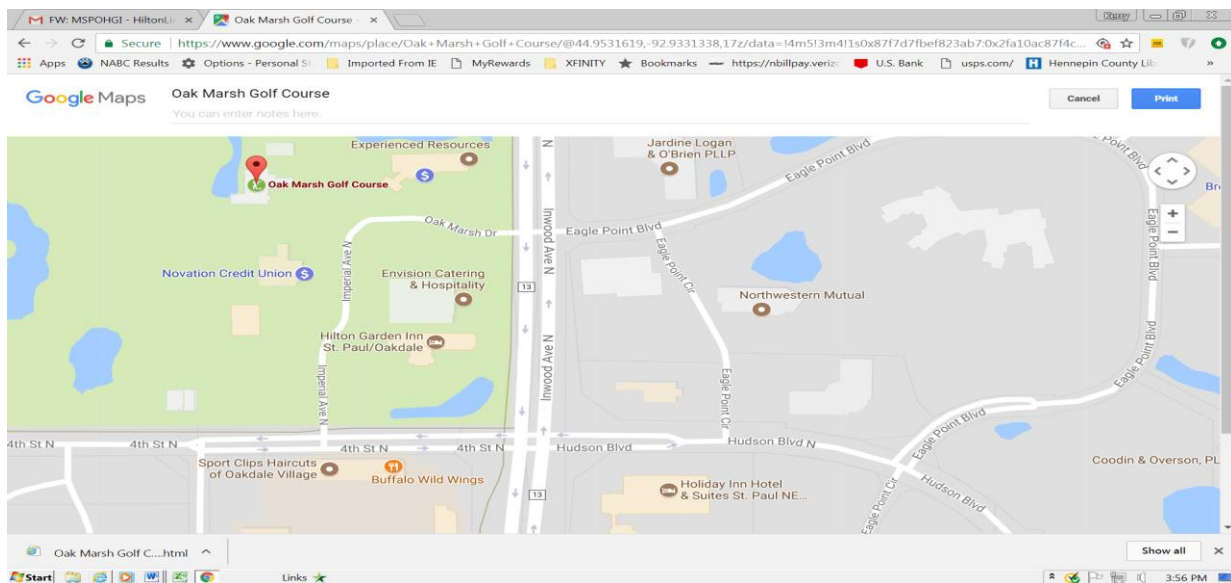 FW: MSPOHGI - HiltonLi
Oak Marsh Golf Course -
Kerry
Secure | https://www.google.com/maps/place/Oak+Marsh+Golf+Course/@44.9531619,-92.9331338,17z/data=!4m5!3m4!1s0x87f7d7fbef823ab7:0x2fa10ac87f4c...
Apps NABC Results Options - Personal S Imported From IE MyRewards XFINITY Bookmarks https://nbillpay.veriz U.S. Bank usps.com/ Hennepin County Lib »
Google Maps
Oak Marsh Golf Course
You can enter notes here.
Cancel
Print
Experienced Resources
Oak Marsh Golf Course
Jardine Logan
& O'Brien PLLP
Eagle Point Blvd
Point Blvd
N
Inwood Ave N
Oak Marsh Dr
Eagle Point Blvd
Eagle Point Blvd
Br
Imperial Ave N
Novation Credit Union
Envision Catering
& Hospitality
13
Eagle Point Cir
Northwestern Mutual
Hilton Garden Inn
St. Paul/Oakdale
Inwood Ave N
Imperial Ave N
Eagle Point Cir
Eagle Point Blvd
Eagle Point Blvd
4th St N
4th St N
4th St N
4th St N
Hudson Blvd
Hudson Blvd N
Sport Clips Haircuts
of Oakdale Village
Buffalo Wild Wings
13
Holiday Inn Hotel
& Suites St. Paul NE...
Eagle Point Cir
Hudson Blvd
Coodin & Overson, PL
Oak Marsh Golf C....html
Show all
Start
Links
3:56 PM